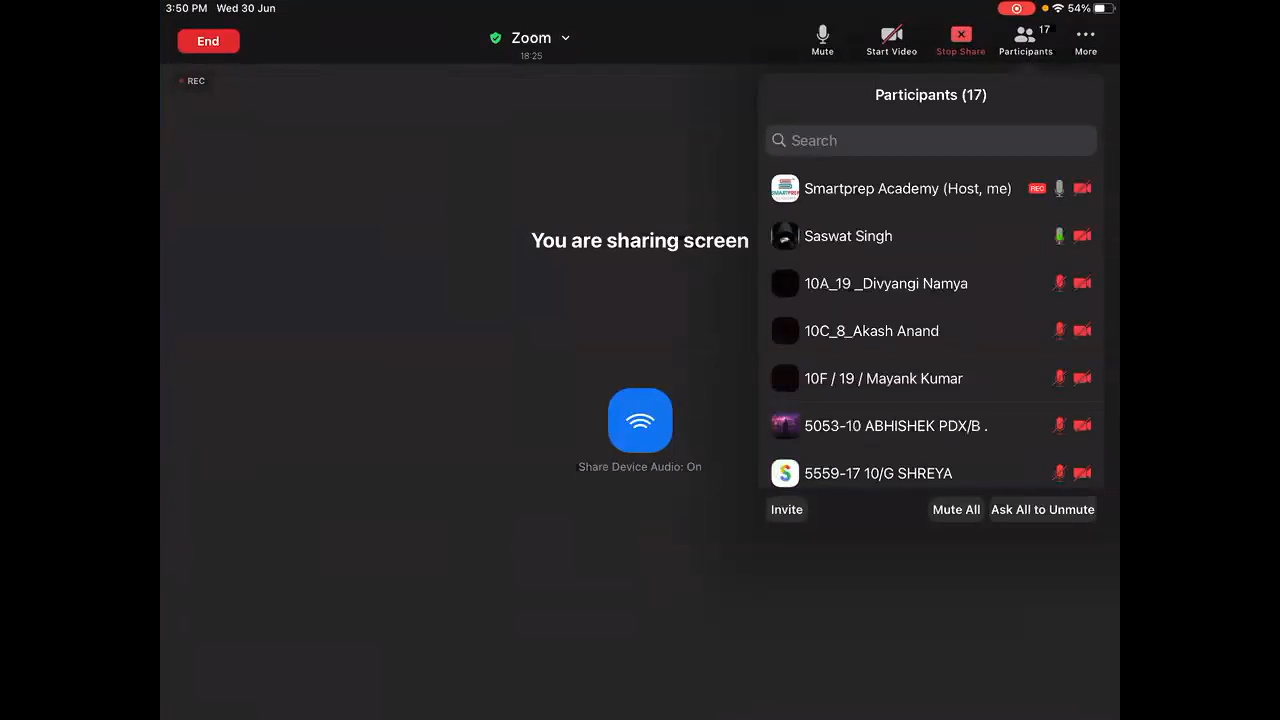 3:50 PM Wed 30 Jun
54%
End
Zoom
18:25
Mute
Start Video
Stop Share
17
Participants
More
REC
Participants (17)
Search
Smartprep Academy (Host, me)
REC
Saswat Singh
You are sharing screen
10A_19 _Divyangi Namya
10C_8_Akash Anand
10F / 19 / Mayank Kumar
5053-10 ABHISHEK PDX/B .
Share Device Audio: On
5559-17 10/G SHREYA
Invite
Mute All
Ask All to Unmute